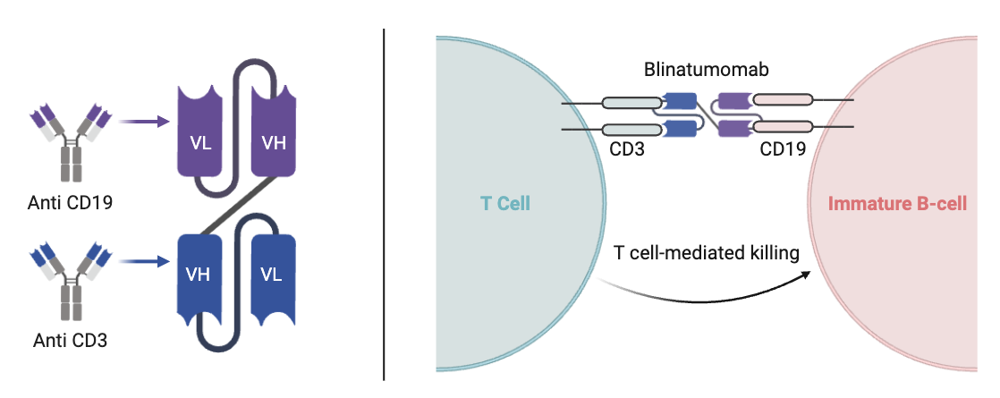 VL
VH
Anti CD19
VH
VL
Anti CD3
Blinatumomab
CD3
CD19
T Cell
Immature B-cell
T cell-mediated killing